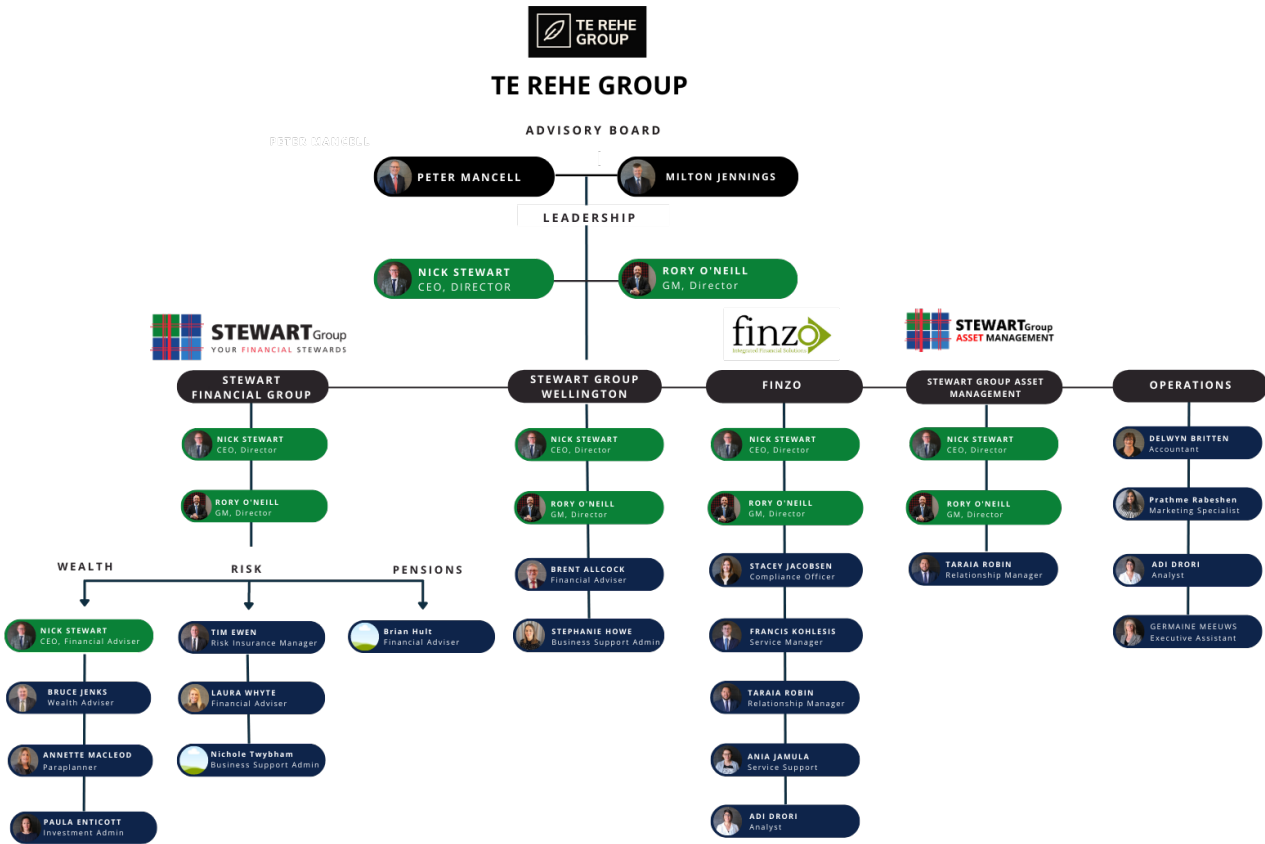 TE REHE
GROUP
TE REHE GROUP
ADVISORY BOARD
PETER MANCELL
PETER MANCELL
MILTON JENNINGS
LEADERSHIP
NICK STEWART
CEO, DIRECTOR
RORY O'NEILL
GM, Director
STEWART Group
YOUR FINANCIAL STEWARDS
finzo
Integrated Financial Solutions
STEWART Group
ASSET MANAGEMENT
STEWART
FINANCIAL GROUP
NICK STEWART
CEO, Director
RORY O'NEILL
GM, Director
WEALTH
NICK STEWART
CEO, Financial Adviser
BRUCE JENKS
Wealth Adviser
ANNETTE MACLEOD
Paraplanner
PAULA ENTICOTT
Investment Admin
RISK
TIM EWEN
Risk Insurance Manager
LAURA WHYTE
Financial Adviser
Nichole Twybham
Business Support Admin
PENSIONS
Brian Hult
Financial Adviser
STEWART GROUP
WELLINGTON
NICK STEWART
CEO, Director
RORY O'NEILL
GM, Director
BRENT ALLCOCK
Financial Adviser
STEPHANIE HOWE
Business Support Admin
FINZO
NICK STEWART
CEO, Director
RORY O'NEILL
GM, Director
STACEY JACOBSEN
Compliance Officer
FRANCIS KOHLESIS
Service Manager
TARAIA ROBIN
Relationship Manager
ANIA JAMULA
Service Support
ADI DRORI
Analyst
STEWART GROUP ASSET
MANAGEMENT
NICK STEWART
CEO, Director
RORY O'NEILL
GM, Director
TARAIA ROBIN
Relationship Manager
OPERATIONS
DELWYN BRITTEN
Accountant
Prathme Rabeshen
Marketing Specialist
ADI DRORI
Analyst
GERMAINE MEEUWS
Executive Assistant